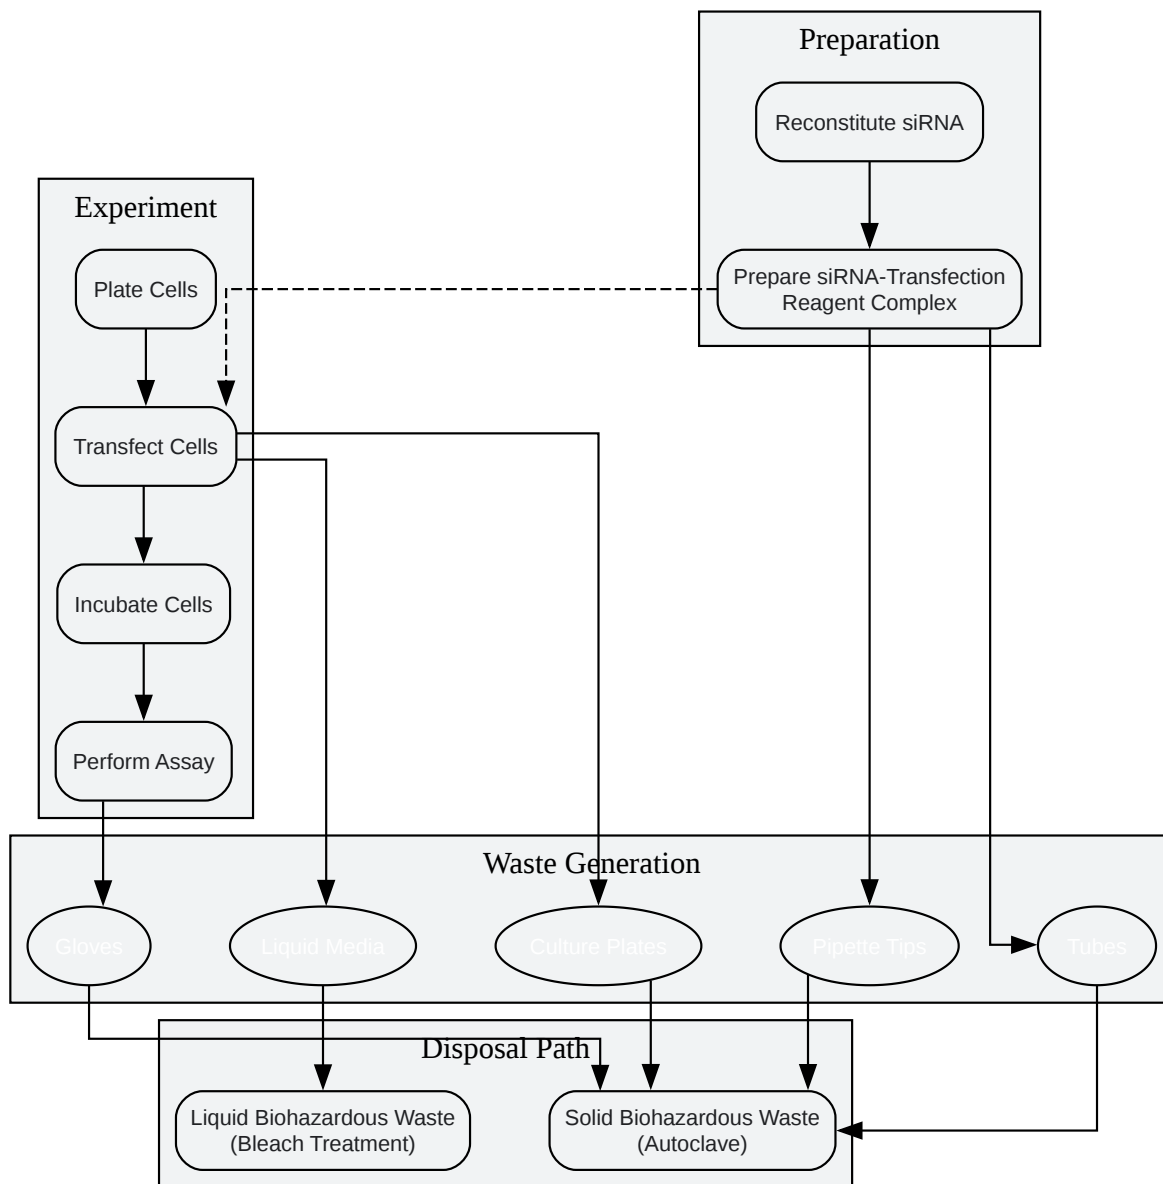 Preparation
Reconstitute siRNA
Prepare siRNA-Transfection
Reagent Complex
Experiment
Plate Cells
Transfect Cells
Incubate Cells
Perform Assay
Waste Generation
Gloves
Liquid Media
Culture Plates
Pipette Tips
Tubes
Disposal Path
Liquid Biohazardous Waste
(Bleach Treatment)
Solid Biohazardous Waste
(Autoclave)